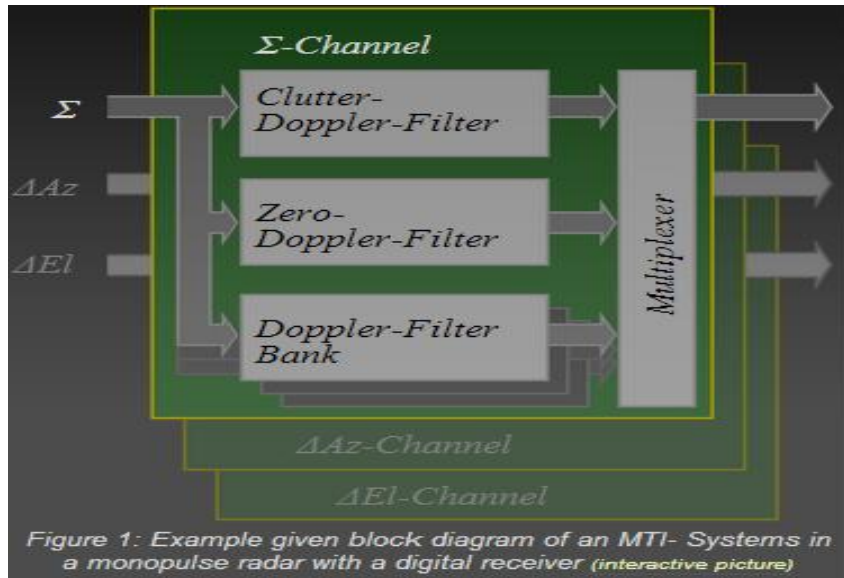 Σ-Channel
Σ
Clutter-
Doppler-Filter
ΔAz
Zero-
Doppler-Filter
ΔEl
Multiplexer
Doppler-Filter
Bank
ΔAz-Channel
ΔEl-Channel
Figure 1: Example given block diagram of an MTI- Systems in
a monopulse radar with a digital receiver (interactive picture)